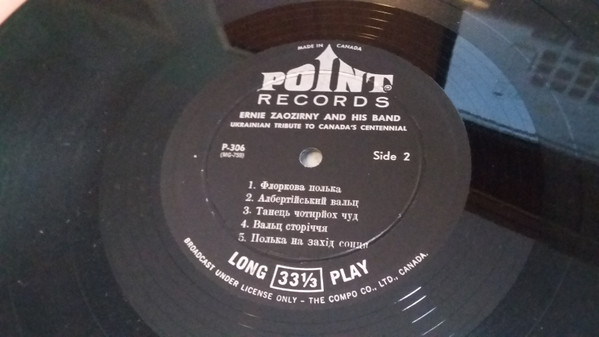 MADE IN CANADA
POINT®
RECORDS
ERNIE ZAOZIRNY AND HIS BAND
UKRAINIAN TRIBUTE TO CANADA'S CENTENNIAL
P-306
Side 2
1. Флоркова полька
2. Албертійський вальц
3. Танець чотирйох чуд
4. Вальц сторіччя
5. Полька на захід сонця
LONG 33⅓ PLAY
BROADCAST UNDER LICENSE ONLY - THE COMPO CO., LTD., CANADA.